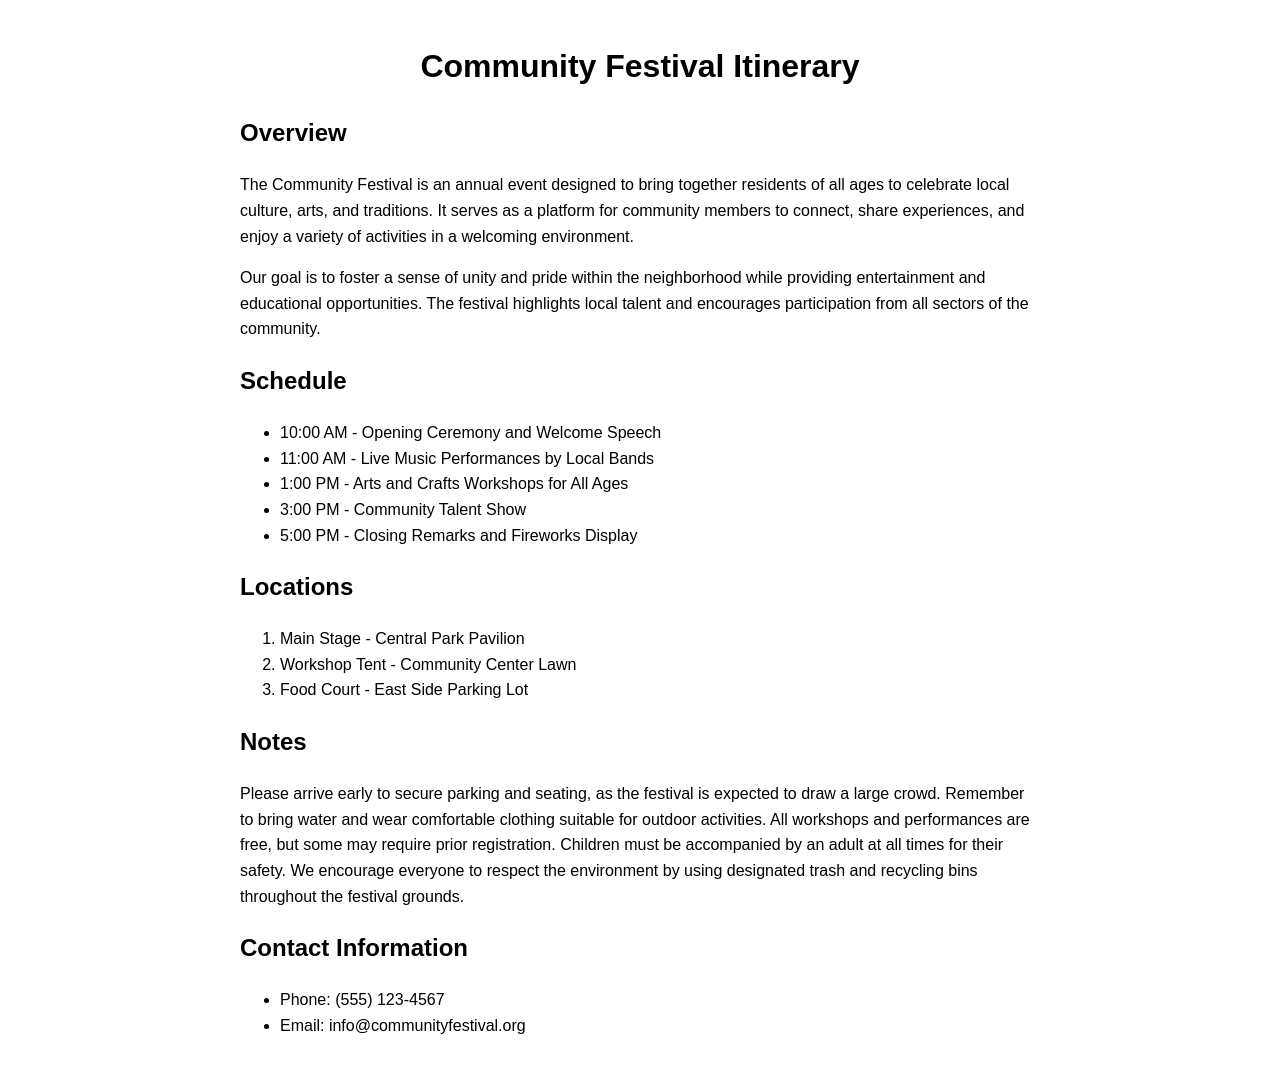 Community Festival Itinerary
Overview
The Community Festival is an annual event designed to bring together residents of all ages to celebrate local
culture, arts, and traditions. It serves as a platform for community members to connect, share experiences, and
enjoy a variety of activities in a welcoming environment.
Our goal is to foster a sense of unity and pride within the neighborhood while providing entertainment and
educational opportunities. The festival highlights local talent and encourages participation from all sectors of the
community.
Schedule
• 10:00 AM - Opening Ceremony and Welcome Speech
• 11:00 AM - Live Music Performances by Local Bands
• 1:00 PM - Arts and Crafts Workshops for All Ages
• 3:00 PM - Community Talent Show
• 5:00 PM - Closing Remarks and Fireworks Display
Locations
1. Main Stage - Central Park Pavilion
2. Workshop Tent - Community Center Lawn
3. Food Court - East Side Parking Lot
Notes
Please arrive early to secure parking and seating, as the festival is expected to draw a large crowd. Remember
to bring water and wear comfortable clothing suitable for outdoor activities. All workshops and performances are
free, but some may require prior registration. Children must be accompanied by an adult at all times for their
safety. We encourage everyone to respect the environment by using designated trash and recycling bins
throughout the festival grounds.
Contact Information
• Phone: (555) 123-4567
• Email: info@communityfestival.org